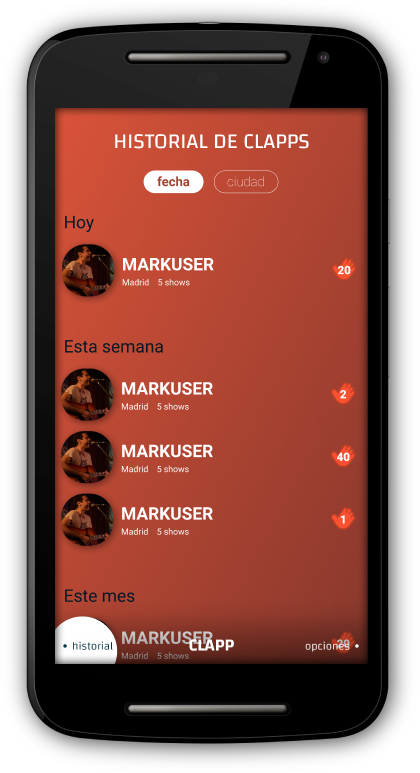 HISTORIAL DE CLAPPS
fecha ciudad
Hoy
MARKUSER 20
Madrid 5 shows
Esta semana
MARKUSER 2
Madrid 5 shows
MARKUSER 40
Madrid 5 shows
MARKUSER 1
Madrid 5 shows
Este mes
MARKUSER
• historial CLAPP opciones •
Madrid 5 shows